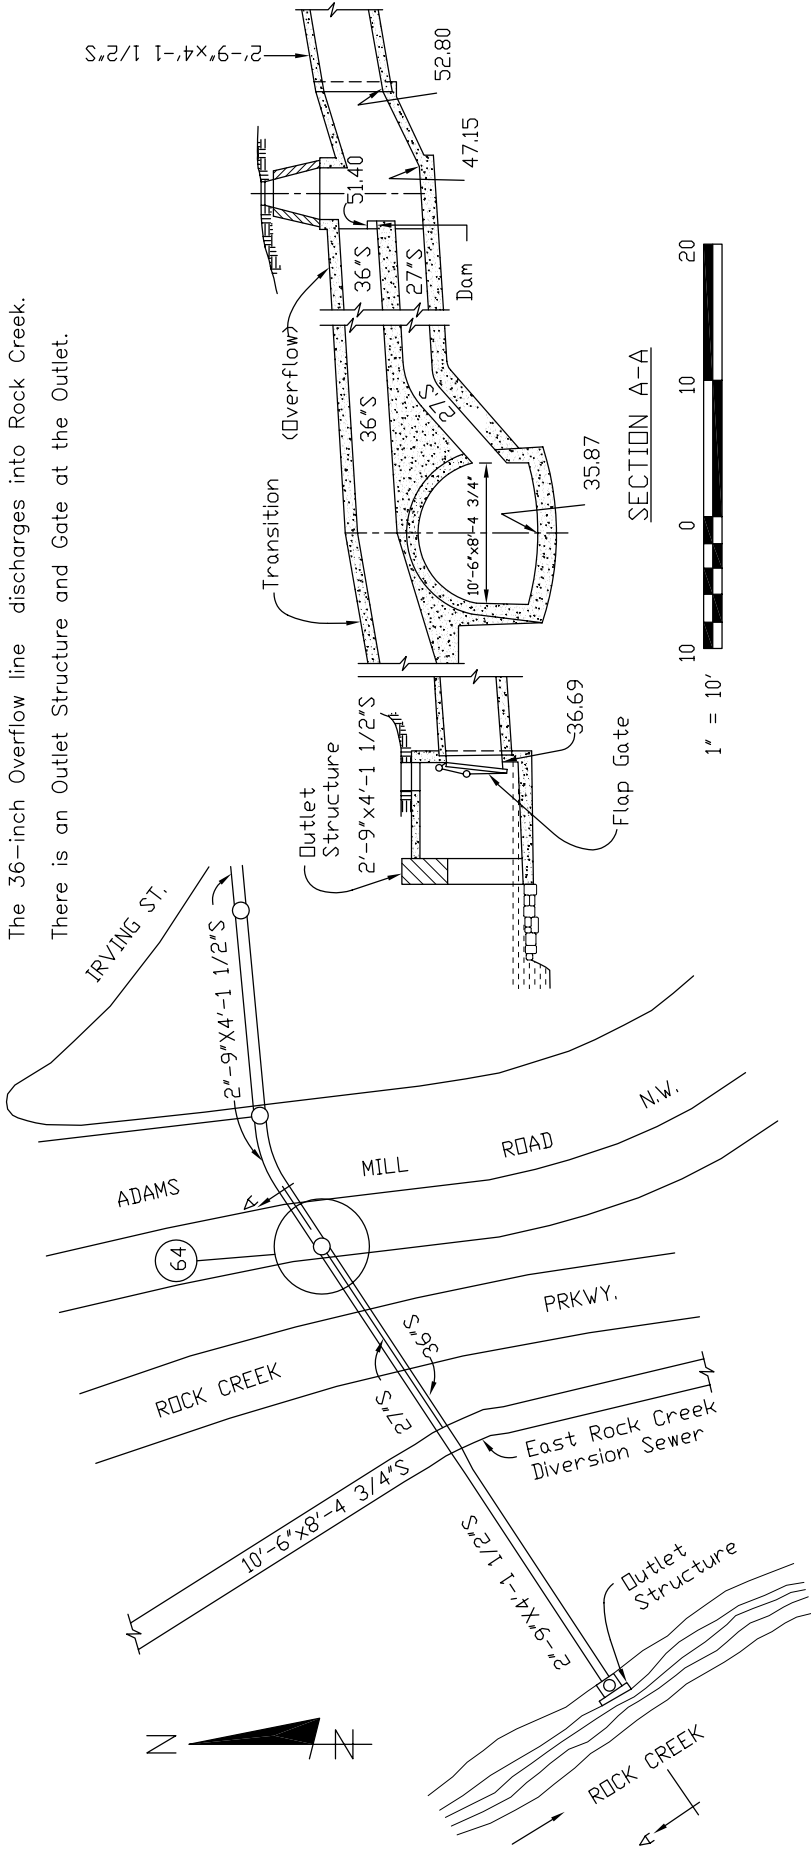 The 36-inch Overflow line discharges into Rock Creek.
There is an Outlet Structure and Gate at the Outlet.
IRVING ST.
2"-9"X4'-1 1/2"S
ADAMS
MILL
ROAD
N.W.
A
64
ROCK CREEK
PRKWY.
27"S
36"S
10'-6"x8'-4 3/4"S
East Rock Creek
Diversion Sewer
2"-9"X4'-1 1/2"S
Outlet
Structure
ROCK CREEK
A
N
N
2'-9"x4'-1 1/2"S
52.80
47.15
51.40
36"S
27"S
Dam
(Overflow)
36"S
27"S
Transition
10'-6"x8'-4 3/4"
35.87
Outlet
Structure
2'-9"x4'-1 1/2"S
36.69
Flap Gate
SECTION A-A
10
0
10
20
1" = 10'